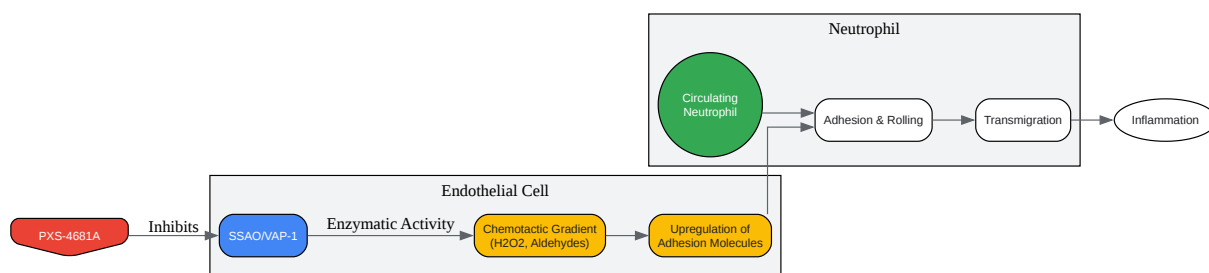 Neutrophil
Circulating
Neutrophil
Adhesion & Rolling
Transmigration
Inflammation
Endothelial Cell
PXS-4681A
Inhibits
SSAO/VAP-1
Enzymatic Activity
Chemotactic Gradient
(H2O2, Aldehydes)
Upregulation of
Adhesion Molecules